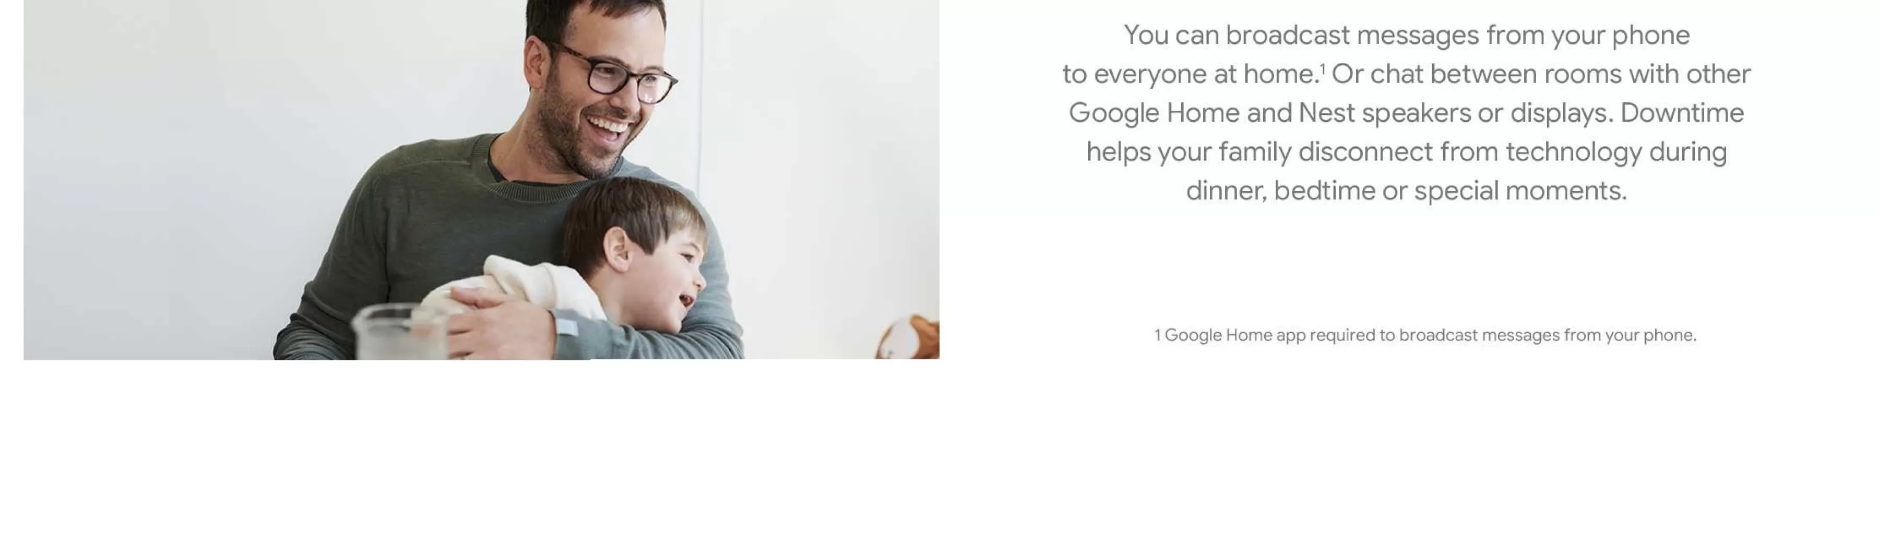 You can broadcast messages from your phone
to everyone at home.¹ Or chat between rooms with other
Google Home and Nest speakers or displays. Downtime
helps your family disconnect from technology during
dinner, bedtime or special moments.
1 Google Home app required to broadcast messages from your phone.